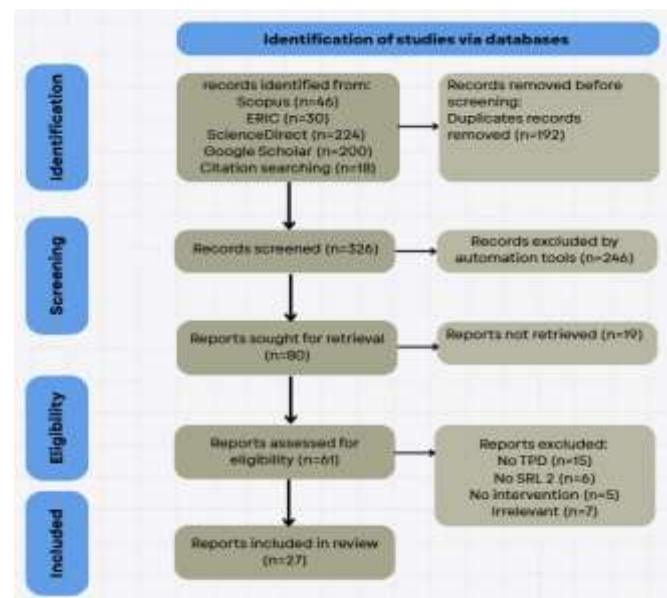 Identification of studies via databases
Identification
records identified from:
Scopus (n=46)
ERIC (n=30)
ScienceDirect (n=224)
Google Scholar (n=200)
Citation searching (n=18)
Records removed before
screening:
Duplicates records
removed (n=192)
Screening
Records screened (n=326)
Records excluded by
automation tools (n=246)
Reports sought for retrieval
(n=80)
Reports not retrieved (n=19)
Eligibility
Reports assessed for
eligibility (n=61)
Reports excluded:
No TPD (n=15)
No SRL 2 (n=6)
No intervention (n=5)
Irrelevant (n=7)
Included
Reports included in review
(n=27)